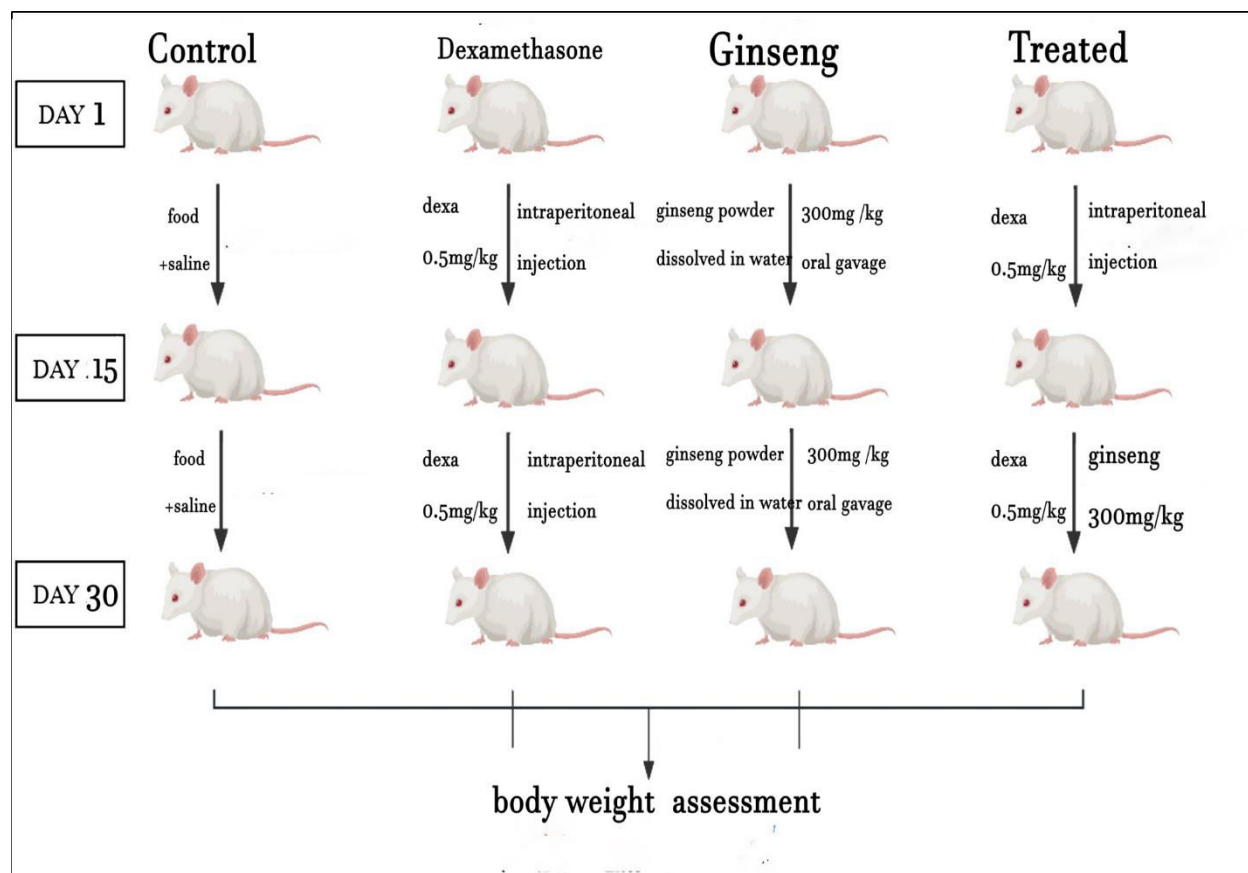 Control
Dexamethasone
Ginseng
Treated
DAY 1
food
+saline
dexa
0.5mg/kg
intraperitoneal
injection
ginseng powder
dissolved in water
300mg /kg
oral gavage
dexa
0.5mg/kg
intraperitoneal
injection
DAY .15
food
+saline
dexa
0.5mg/kg
intraperitoneal
injection
ginseng powder
dissolved in water
300mg /kg
oral gavage
dexa
0.5mg/kg
ginseng
300mg/kg
DAY 30
body weight assessment